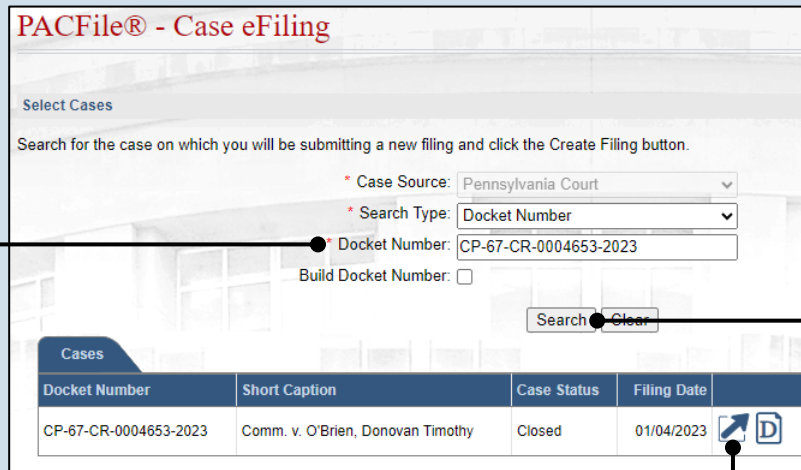 PACFile® - Case eFiling
Select Cases
Search for the case on which you will be submitting a new filing and click the Create Filing button.
* Case Source: Pennsylvania Court
* Search Type: Docket Number
* Docket Number: CP-67-CR-0004653-2023
Build Docket Number:
Search Clear
Cases
Docket Number Short Caption Case Status Filing Date
CP-67-CR-0004653-2023 Comm. v. O'Brien, Donovan Timothy Closed 01/04/2023 D